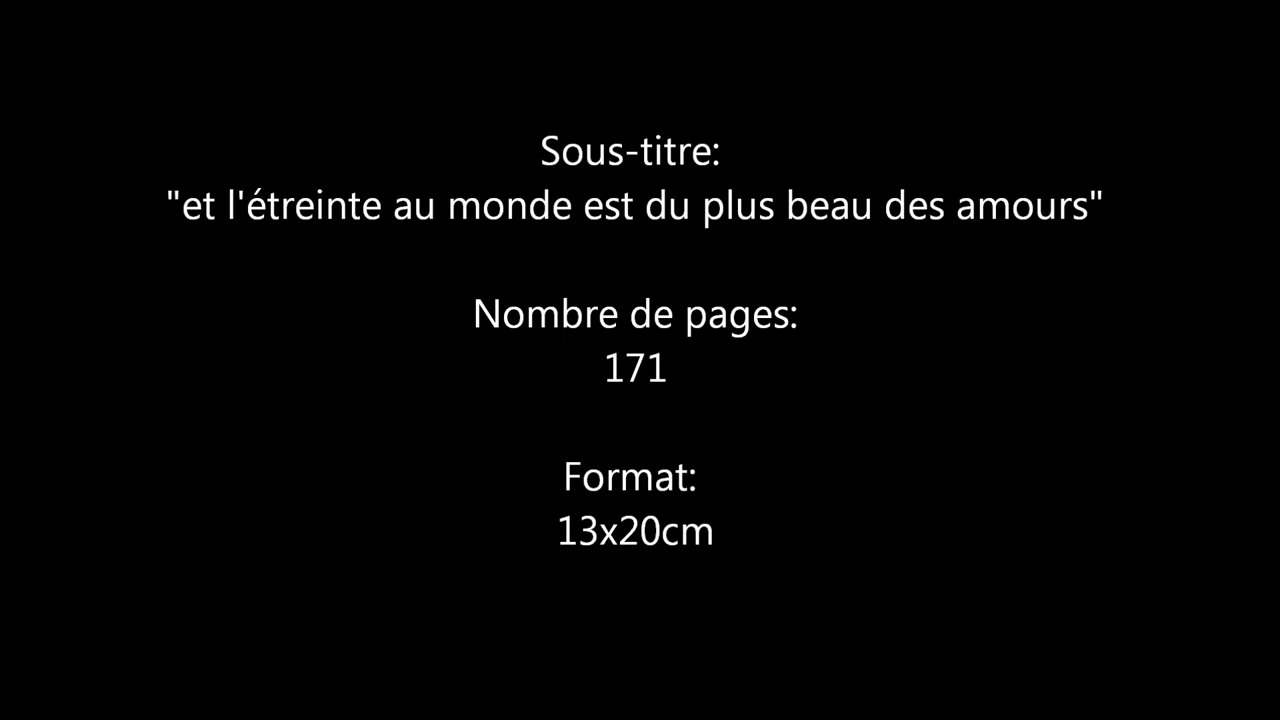 Sous-titre:
"et l'étreinte au monde est du plus beau des amours"
Nombre de pages:
171
Format:
13x20cm